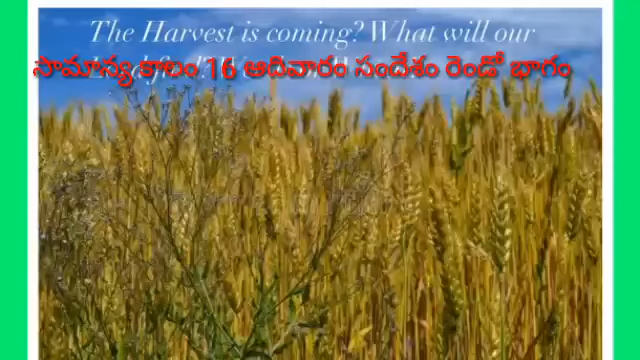 The Harvest is coming? What will our
సామాన్య కాలం 16 ఆదివారం సందేశం రెండో భాగం